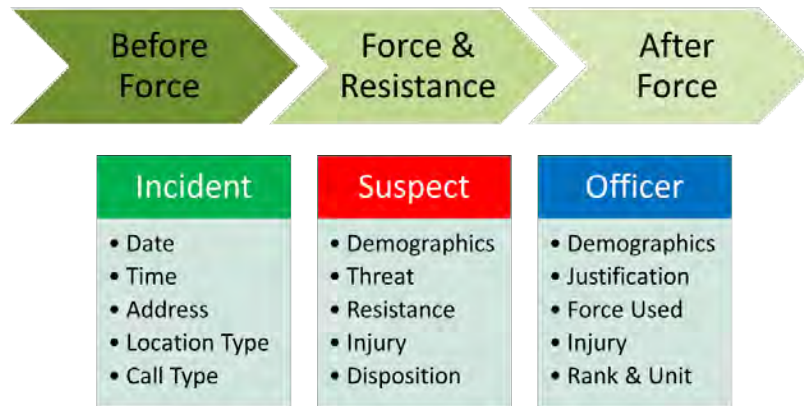 Before
Force
Force &
Resistance
After
Force
Incident
• Date
• Time
• Address
• Location Type
• Call Type
Suspect
• Demographics
• Threat
• Resistance
• Injury
• Disposition
Officer
• Demographics
• Justification
• Force Used
• Injury
• Rank & Unit